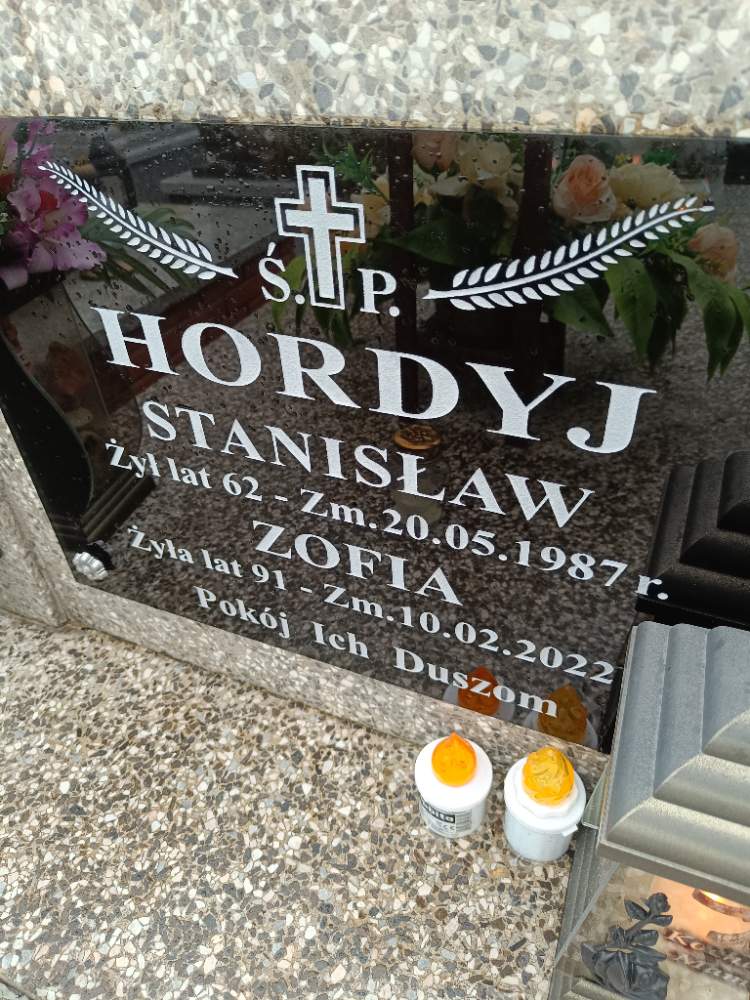 Ś. P.
HORDYJ
STANISŁAW
Żył lat 62 - Zm.20.05.1987 r.
ZOFIA
Żyła lat 91 - Zm.10.02.2022
Pokój Ich Duszom